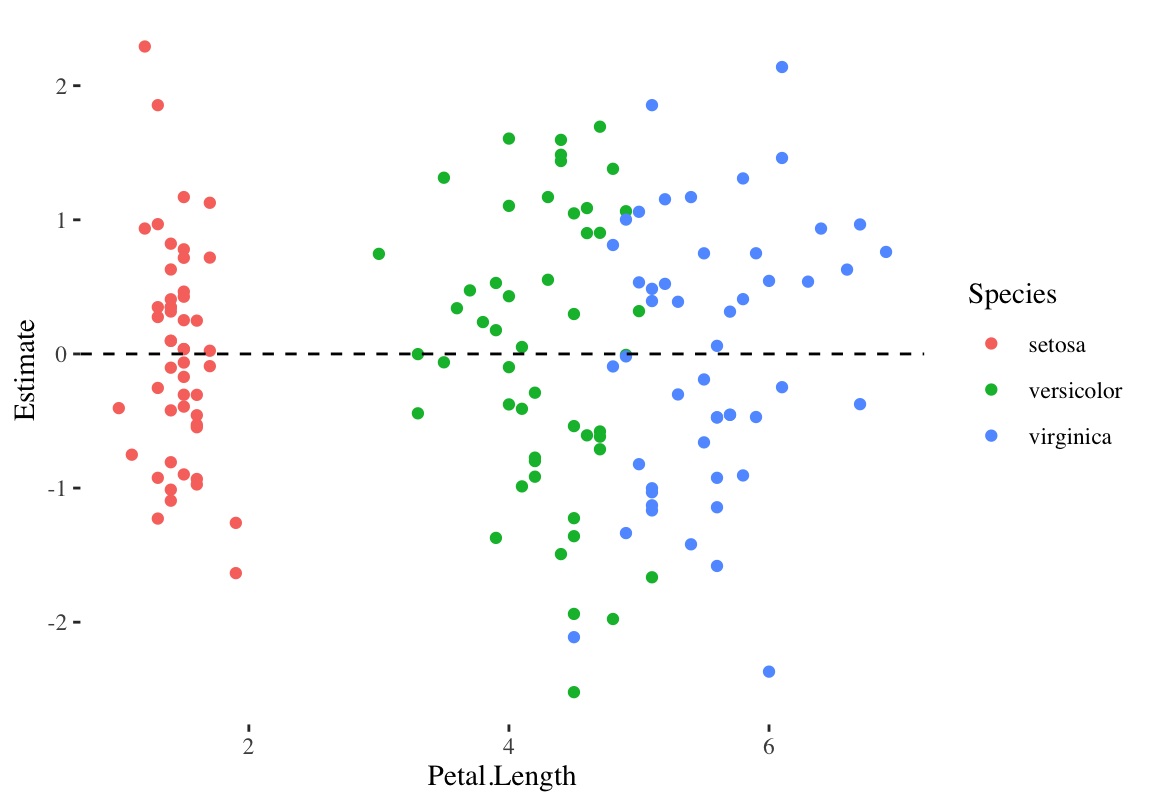 Estimate
2
1
0
-1
-2
2 4 6
Petal.Length
Species
setosa
versicolor
virginica